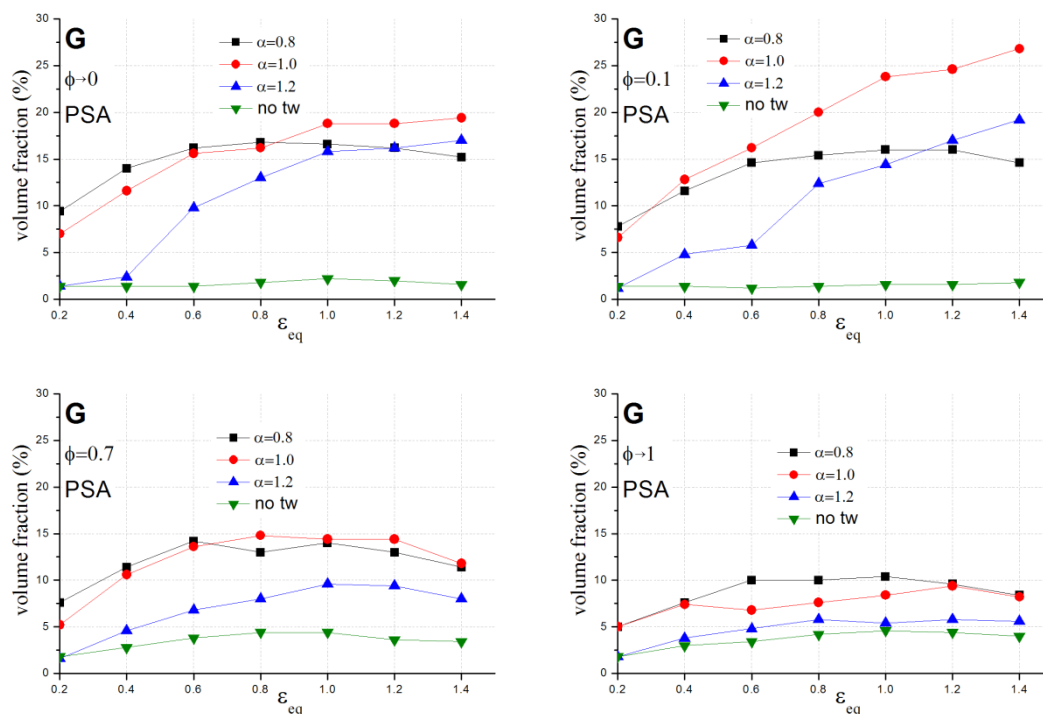 G
ϕ→0
PSA
α=0.8
α=1.0
α=1.2
no tw
volume fraction (%)
30
25
20
15
10
5
0
0.2 0.4 0.6 0.8 1.0 1.2 1.4
ε eq
G
ϕ=0.1
PSA
α=0.8
α=1.0
α=1.2
no tw
volume fraction (%)
30
25
20
15
10
5
0
0.2 0.4 0.6 0.8 1.0 1.2 1.4
ε eq
G
ϕ=0.7
PSA
α=0.8
α=1.0
α=1.2
no tw
volume fraction (%)
30
25
20
15
10
5
0
0.2 0.4 0.6 0.8 1.0 1.2 1.4
ε eq
G
ϕ→1
PSA
α=0.8
α=1.0
α=1.2
no tw
volume fraction (%)
30
25
20
15
10
5
0
0.2 0.4 0.6 0.8 1.0 1.2 1.4
ε eq